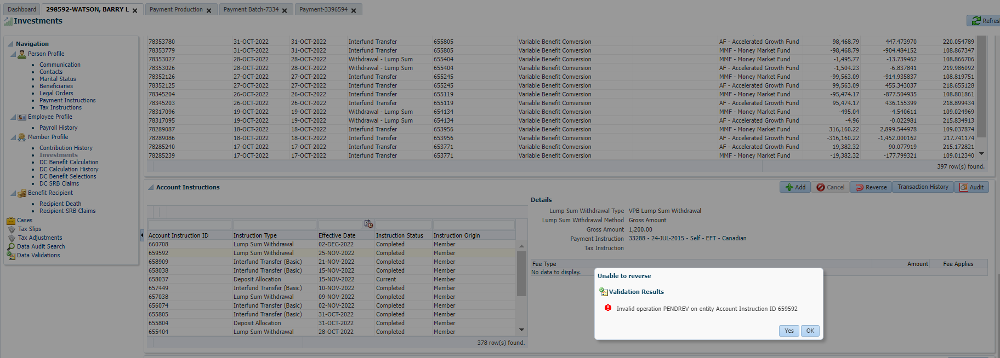 Dashboard 298592-WATSON, BARRY L Payment Production Payment Batch-7334 Payment-3396594
Investments
Refres
Navigation
Person Profile
Communication
Contacts
Marital Status
Beneficiaries
Legal Orders
Payment Instructions
Tax Instructions
Employee Profile
Payroll History
Member Profile
Contribution History
Investments
DC Benefit Calculation
DC Calculation History
DC Benefit Selections
DC SRB Claims
Benefit Recipient
Recipient Death
Recipient SRB Claims
Cases
Tax Slips
Tax Adjustments
Data Audit Search
Data Validations
78353780 31-OCT-2022 31-OCT-2022 Interfund Transfer 655805 Variable Benefit Conversion AF - Accelerated Growth Fund 98,468.79 447.473970 220.054789
78353779 31-OCT-2022 31-OCT-2022 Interfund Transfer 655805 Variable Benefit Conversion MMF - Money Market Fund -98,468.79 -904.484152 108.867347
78353027 28-OCT-2022 28-OCT-2022 Withdrawal - Lump Sum 655404 Variable Benefit Conversion MMF - Money Market Fund -1,495.77 -13.739462 108.866706
78353026 28-OCT-2022 28-OCT-2022 Withdrawal - Lump Sum 655404 Variable Benefit Conversion AF - Accelerated Growth Fund -1,504.23 -6.837841 219.986092
78352126 27-OCT-2022 27-OCT-2022 Interfund Transfer 655245 Variable Benefit Conversion MMF - Money Market Fund -99,563.09 -914.935837 108.819751
78352125 27-OCT-2022 27-OCT-2022 Interfund Transfer 655245 Variable Benefit Conversion AF - Accelerated Growth Fund 99,563.09 455.343037 218.655128
78345204 26-OCT-2022 26-OCT-2022 Interfund Transfer 655119 Variable Benefit Conversion MMF - Money Market Fund -95,474.17 -877.504935 108.801861
78345203 26-OCT-2022 26-OCT-2022 Interfund Transfer 655119 Variable Benefit Conversion AF - Accelerated Growth Fund 95,474.17 436.155399 218.899434
78317096 19-OCT-2022 19-OCT-2022 Withdrawal - Lump Sum 654134 Variable Benefit Conversion MMF - Money Market Fund -495.04 -4.540611 109.024969
78317095 19-OCT-2022 19-OCT-2022 Withdrawal - Lump Sum 654134 Variable Benefit Conversion AF - Accelerated Growth Fund -4.96 -0.022981 215.834913
78289087 18-OCT-2022 18-OCT-2022 Interfund Transfer 653956 Variable Benefit Conversion MMF - Money Market Fund 316,160.22 2,899.544978 109.037874
78289086 18-OCT-2022 18-OCT-2022 Interfund Transfer 653956 Variable Benefit Conversion AF - Accelerated Growth Fund -316,160.22 -1,452.000162 217.741174
78285240 17-OCT-2022 17-OCT-2022 Interfund Transfer 653771 Variable Benefit Conversion AF - Accelerated Growth Fund 19,382.32 90.077919 215.172821
78285239 17-OCT-2022 17-OCT-2022 Interfund Transfer 653771 Variable Benefit Conversion MMF - Money Market Fund -19,382.32 -177.799321 109.012340
397 row(s) found.
Account Instructions
Add Cancel Reverse Transaction History Audit
Account Instruction ID Instruction Type Effective Date Instruction Status Instruction Origin
660708 Lump Sum Withdrawal 02-DEC-2022 Completed Member
659592 Lump Sum Withdrawal 25-NOV-2022 Completed Member
658909 Interfund Transfer (Basic) 21-NOV-2022 Completed Member
658038 Interfund Transfer (Basic) 15-NOV-2022 Completed Member
658037 Deposit Allocation 15-NOV-2022 Current Member
657449 Interfund Transfer (Basic) 10-NOV-2022 Completed Member
657038 Lump Sum Withdrawal 09-NOV-2022 Completed Member
656074 Interfund Transfer (Basic) 02-NOV-2022 Completed Member
655805 Interfund Transfer (Basic) 31-OCT-2022 Completed Member
655804 Deposit Allocation 31-OCT-2022 Completed Member
655404 Lump Sum Withdrawal 28-OCT-2022 Completed Member
378 row(s) found.
Details
Lump Sum Withdrawal Type VPB Lump Sum Withdrawal
Lump Sum Withdrawal Method Gross Amount
Gross Amount 1,200.00
Payment Instruction 33288 - 24-JUL-2015 - Self - EFT - Canadian
Tax Instruction
Fee Type Amount Fee Applies
No data to display.
Unable to reverse
Validation Results
Invalid operation PENDREV on entity Account Instruction ID 659592
Yes OK